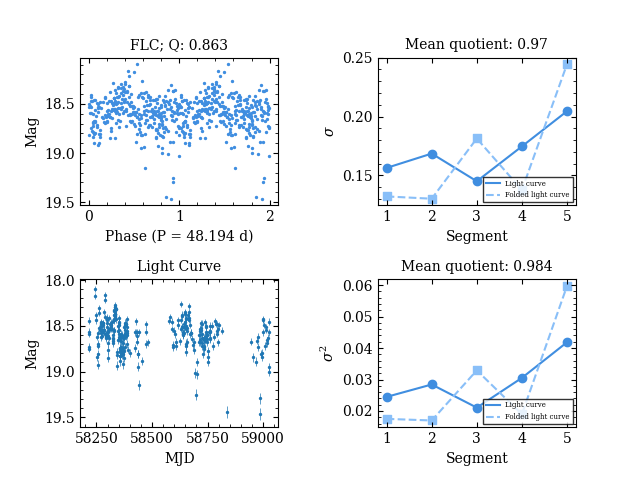 FLC; Q: 0.863
Mag
18.5
19.0
19.5
0
1
2
Phase (P = 48.194 d)
Mean quotient: 0.97
σ
0.25
0.20
0.15
Light curve
Folded light curve
1 2 3 4 5
Segment
Light Curve
Mag
18.0
18.5
19.0
19.5
58250 58500 58750 59000
MJD
Mean quotient: 0.984
σ²
0.06
0.05
0.04
0.03
0.02
Light curve
Folded light curve
1 2 3 4 5
Segment